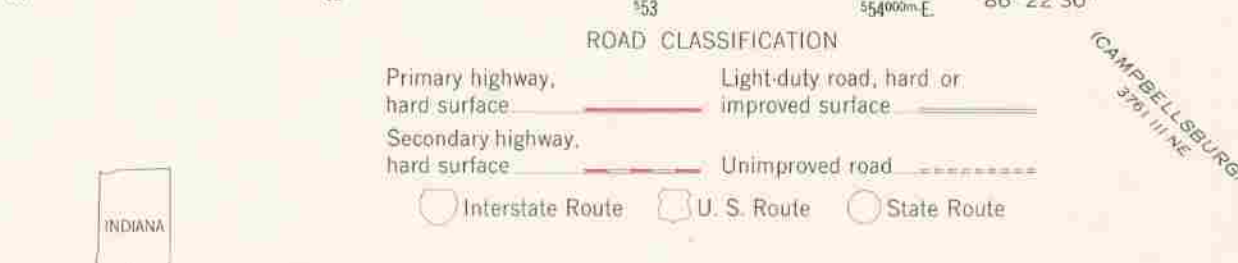 ⁵53 ⁵54⁰⁰⁰ᵐ·E.
ROAD CLASSIFICATION
Primary highway,
hard surface
Light-duty road, hard or
improved surface
Secondary highway,
hard surface
Unimproved road
Interstate Route
U. S. Route
State Route
INDIANA
(CAMPBELLSBURG)
3761 III NE